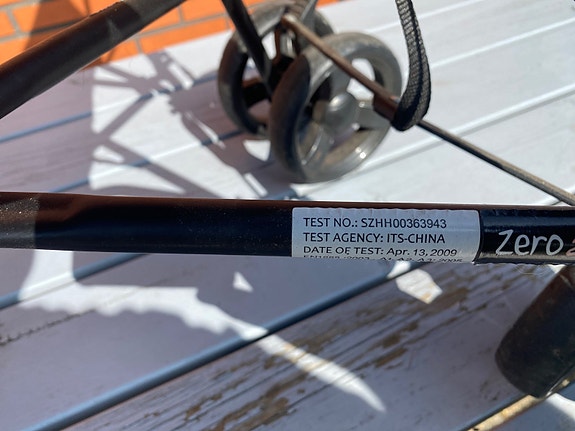 TEST NO.: SZHH00363943
TEST AGENCY: ITS-CHINA
DATE OF TEST: Apr. 13, 2009
Zero